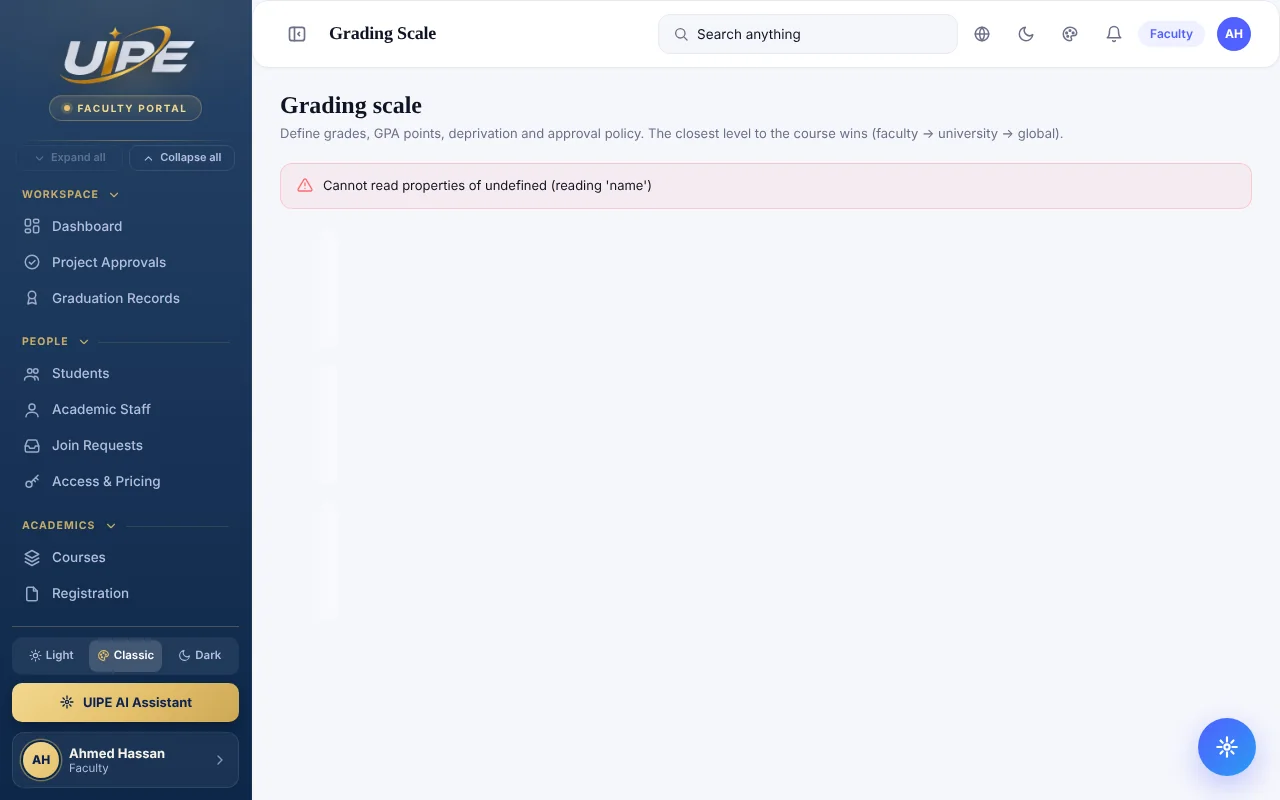 UIPE
FACULTY PORTAL
Expand all
Collapse all
WORKSPACE
Dashboard
Project Approvals
Graduation Records
PEOPLE
Students
Academic Staff
Join Requests
Access & Pricing
ACADEMICS
Courses
Registration
Light
Classic
Dark
UIPE AI Assistant
AH
Ahmed Hassan
Faculty
Grading Scale
Search anything
Faculty
AH
Grading scale
Define grades, GPA points, deprivation and approval policy. The closest level to the course wins (faculty → university → global).
Cannot read properties of undefined (reading 'name')